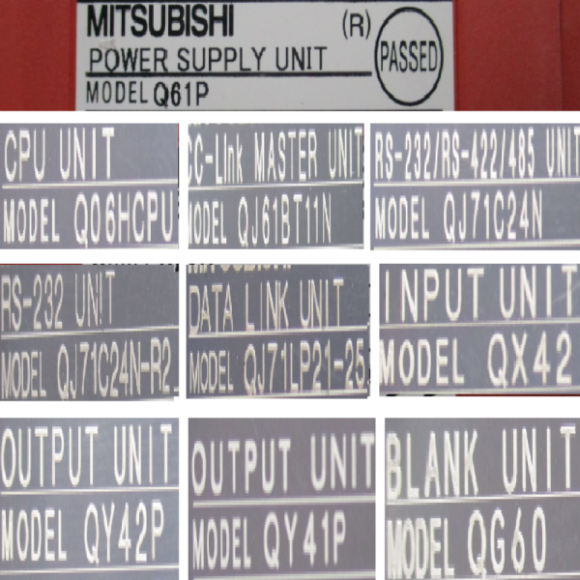 MITSUBISHI (R)
POWER SUPPLY UNIT PASSED
MODEL Q61P
CPU UNIT
MODEL Q06HCPU
CC-Link MASTER UNIT
MODEL QJ61BT11N
RS-232/RS-422/485 UNIT
MODEL QJ71C24N
RS-232 UNIT
MODEL QJ71C24N-R2
DATA LINK UNIT
MODEL QJ71LP21-25
INPUT UNIT
MODEL QX42
OUTPUT UNIT
MODEL QY42P
OUTPUT UNIT
MODEL QY41P
BLANK UNIT
MODEL QG60